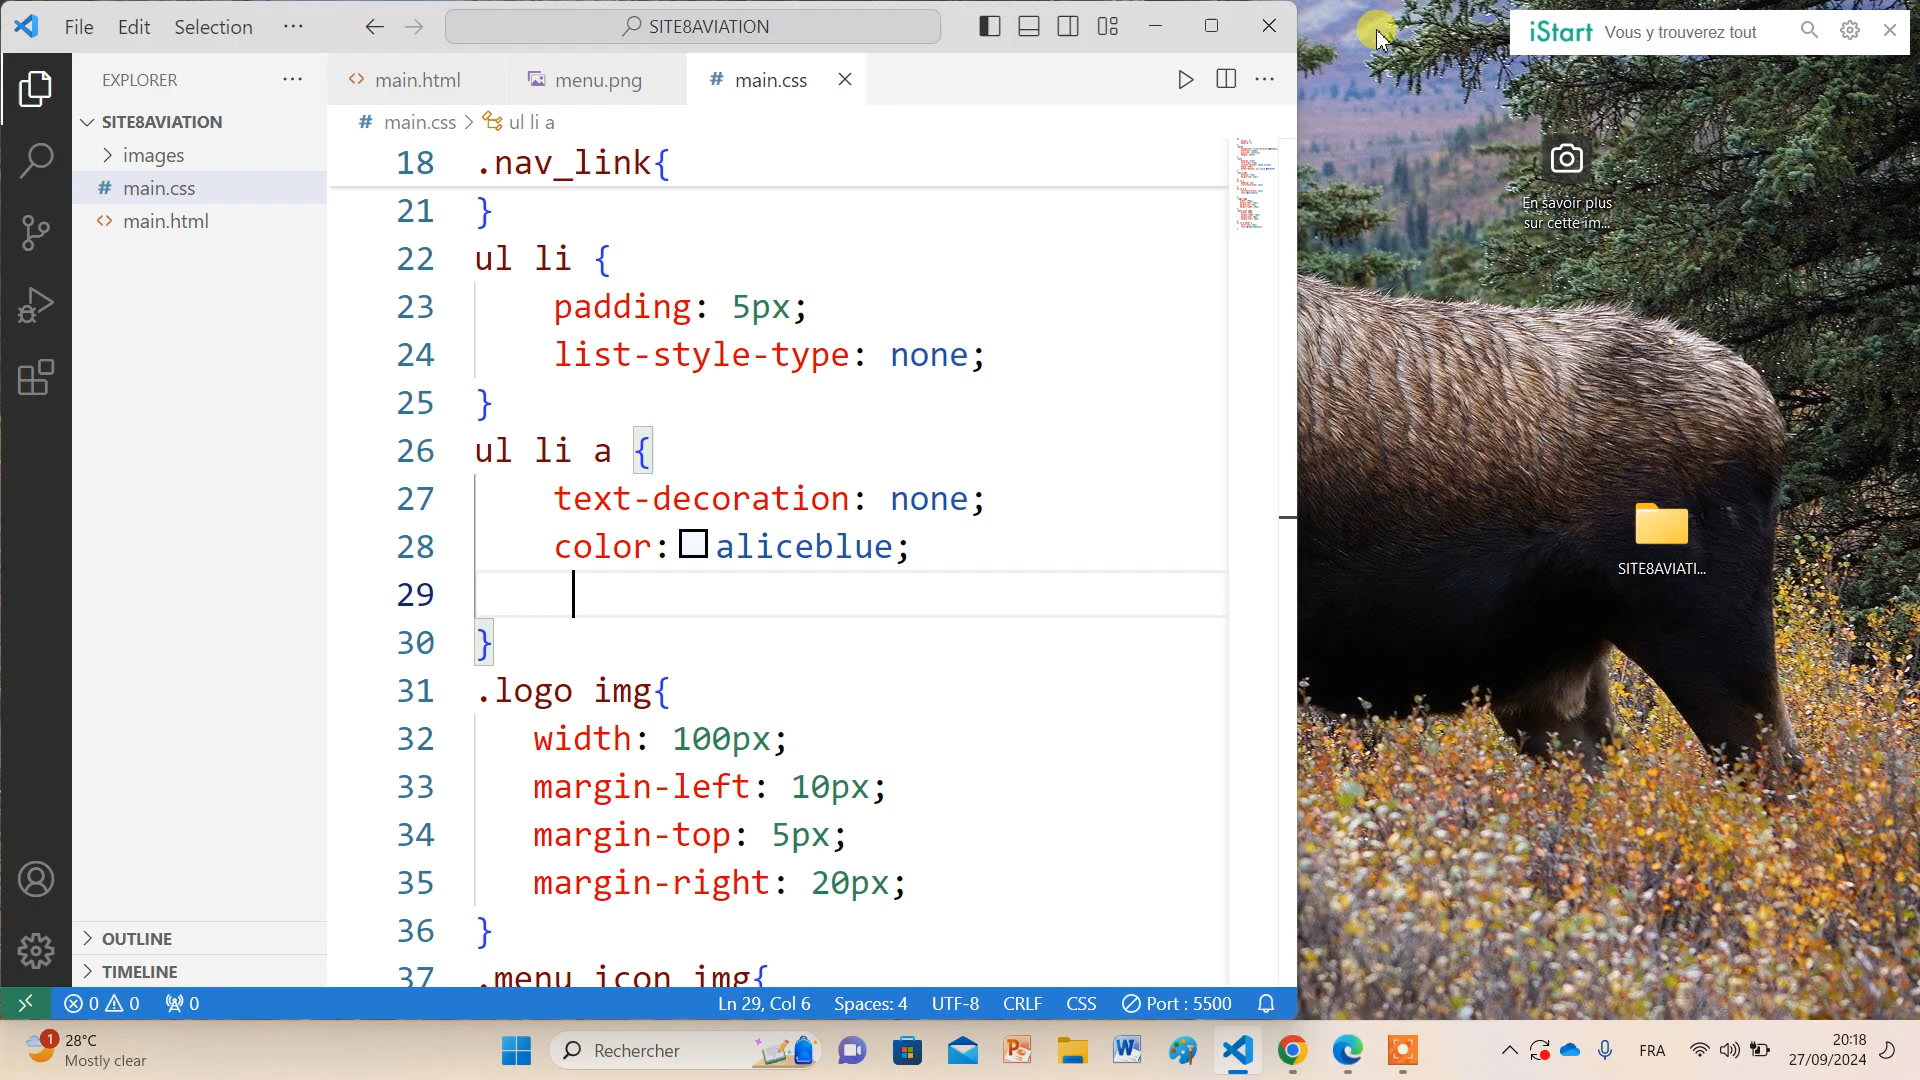 File Edit Selection ··· SITE8AVIATION
iStart Vous y trouverez tout
EXPLORER ···
main.html menu.png # main.css
# main.css > ul li a
SITE8AVIATION
images
# main.css
main.html
18 .nav_link{
21 }
22 ul li {
23 padding: 5px;
24 list-style-type: none;
25 }
26 ul li a {
27 text-decoration: none;
28 color: aliceblue;
29
30 }
31 .logo img{
32 width: 100px;
33 margin-left: 10px;
34 margin-top: 5px;
35 margin-right: 20px;
36 }
37 .menu_icon img{
OUTLINE
TIMELINE
0 0 0 Ln 29, Col 6 Spaces: 4 UTF-8 CRLF CSS Port : 5500
En savoir plus
sur cette im...
SITE8AVIATI...
1 28°C
Mostly clear
Rechercher
FRA
20:18
27/09/2024